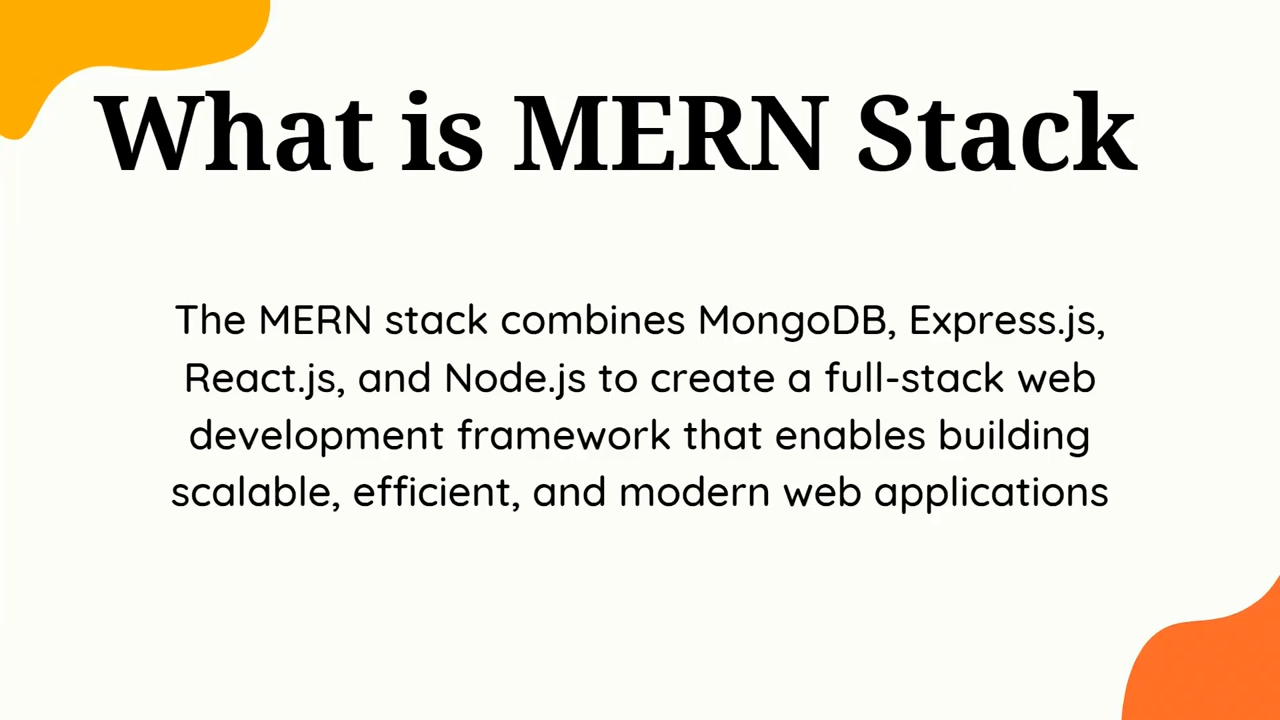 What is MERN Stack
The MERN stack combines MongoDB, Express.js,
React.js, and Node.js to create a full-stack web
development framework that enables building
scalable, efficient, and modern web applications